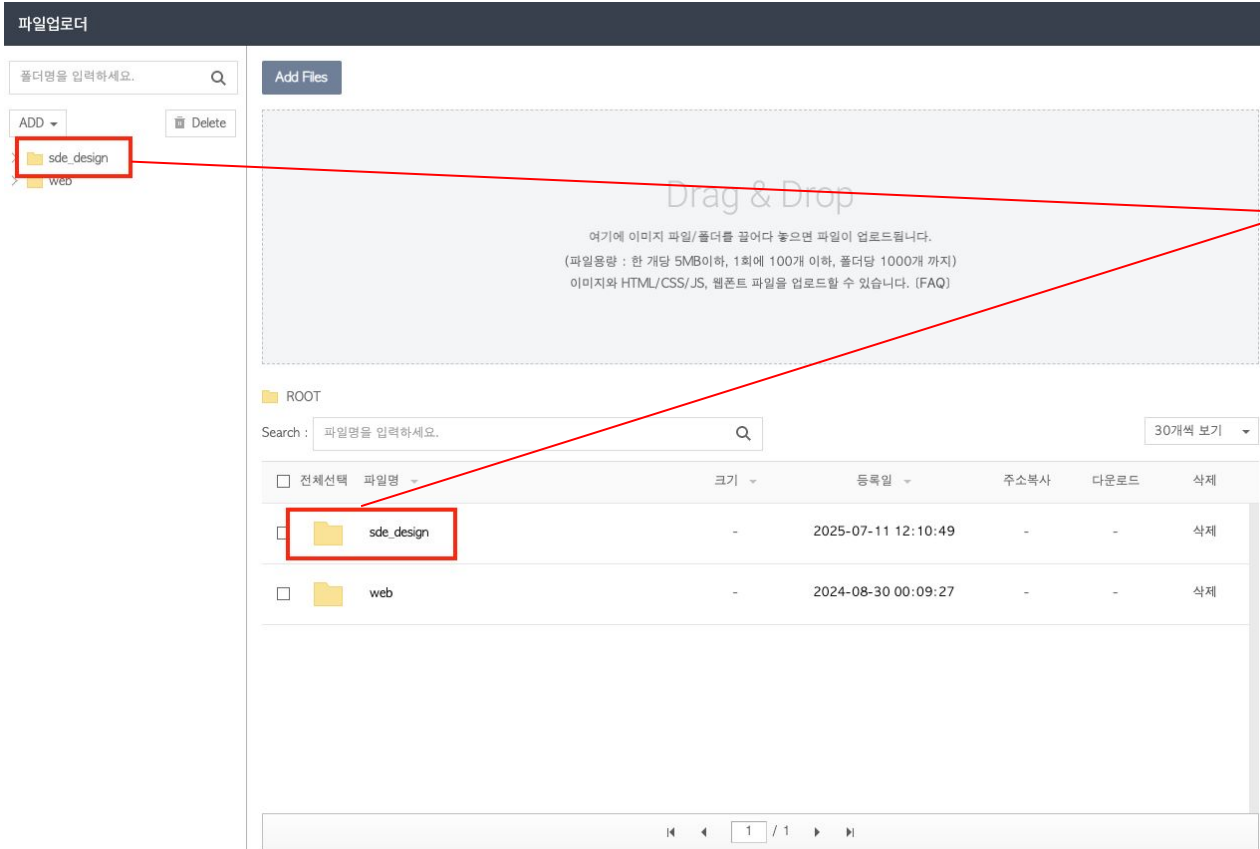 파일업로더
폴더명을 입력하세요.
Add Files
ADD
Delete
sde_design
web
Drag & Drop
여기에 이미지 파일/폴더를 끌어다 놓으면 파일이 업로드됩니다.
(파일용량 : 한 개당 5MB이하, 1회에 100개 이하, 폴더당 1000개 까지)
이미지와 HTML/CSS/JS, 웹폰트 파일을 업로드할 수 있습니다. [FAQ]
ROOT
Search : 파일명을 입력하세요.
30개씩 보기
전체선택 파일명 크기 등록일 주소복사 다운로드 삭제
sde_design - 2025-07-11 12:10:49 - - 삭제
web - 2024-08-30 00:09:27 - - 삭제
1 / 1